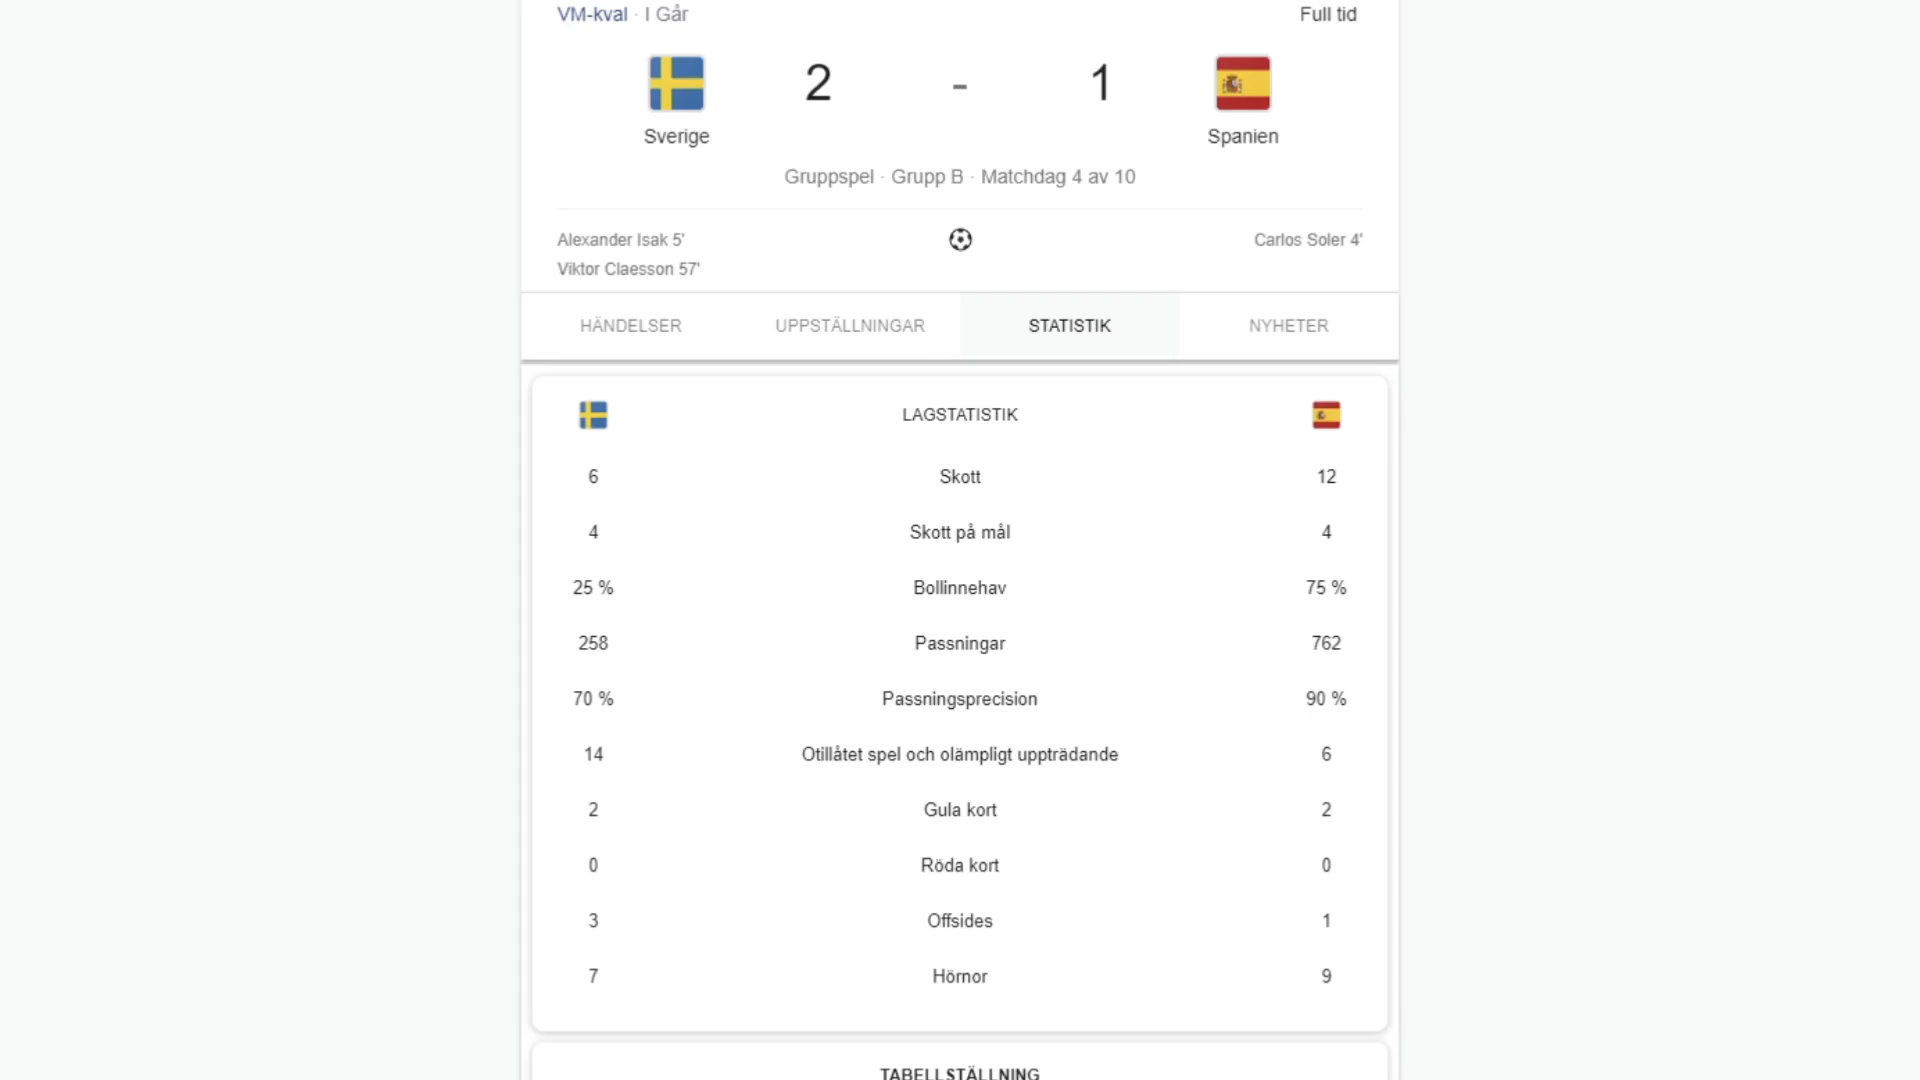 VM-kval · I Går Full tid
2 - 1
Sverige Spanien
Gruppspel · Grupp B · Matchdag 4 av 10
Alexander Isak 5' Carlos Soler 4'
Viktor Claesson 57'
HÄNDELSER UPPSTÄLLNINGAR STATISTIK NYHETER
LAGSTATISTIK
6 Skott 12
4 Skott på mål 4
25 % Bollinnehav 75 %
258 Passningar 762
70 % Passningsprecision 90 %
14 Otillåtet spel och olämpligt uppträdande 6
2 Gula kort 2
0 Röda kort 0
3 Offsides 1
7 Hörnor 9
TABELLSTÄLLNING